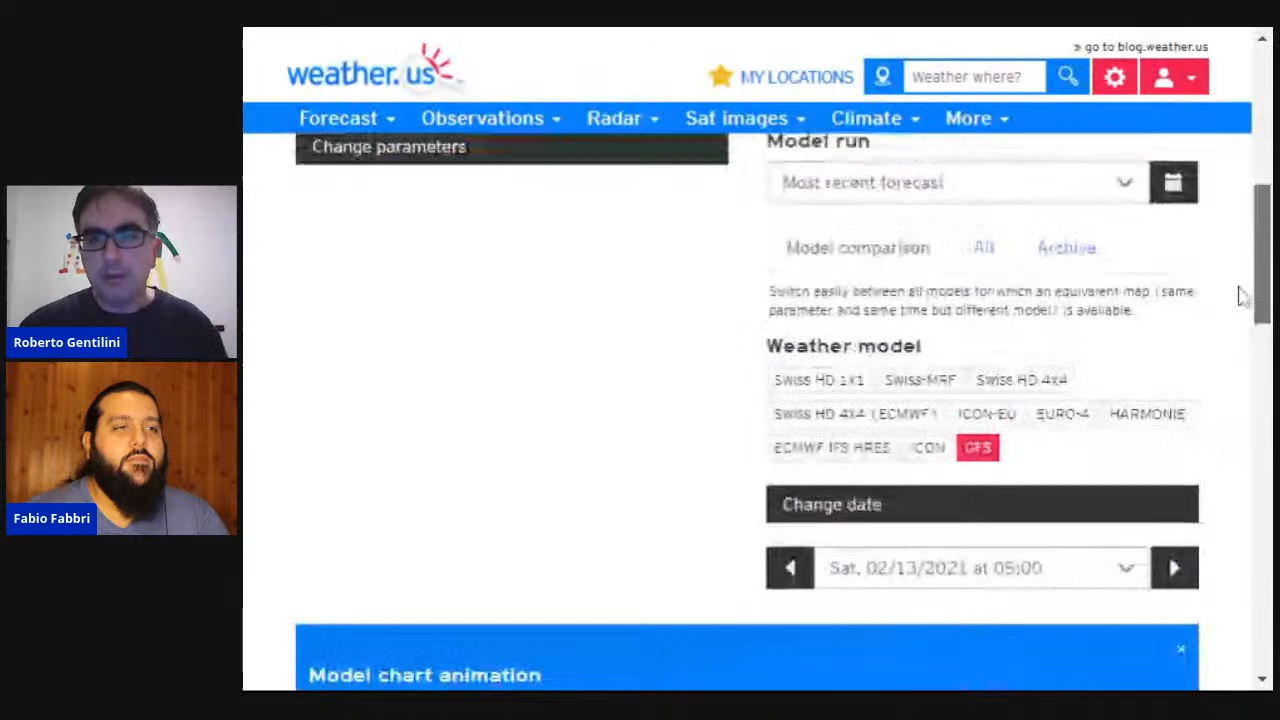 » go to blog.weather.us
weather.us
MY LOCATIONS
Weather where?
Forecast
Observations
Radar
Sat images
Climate
More
Change parameters
Model run
Most recent forecast
Model comparison
All
Archive
Switch easily between all models for which an equivalent map (same
parameter and same time but different model) is available.
Weather model
Swiss HD 1x1
Swiss-MRF
Swiss HD 4x4
Swiss HD 4x4 (ECMWF)
ICON-EU
EURO-4
HARMONIE
ECMWF IFS HRES
ICON
GFS
Change date
Sat, 02/13/2021 at 05:00
×
Model chart animation
Roberto Gentilini
Fabio Fabbri